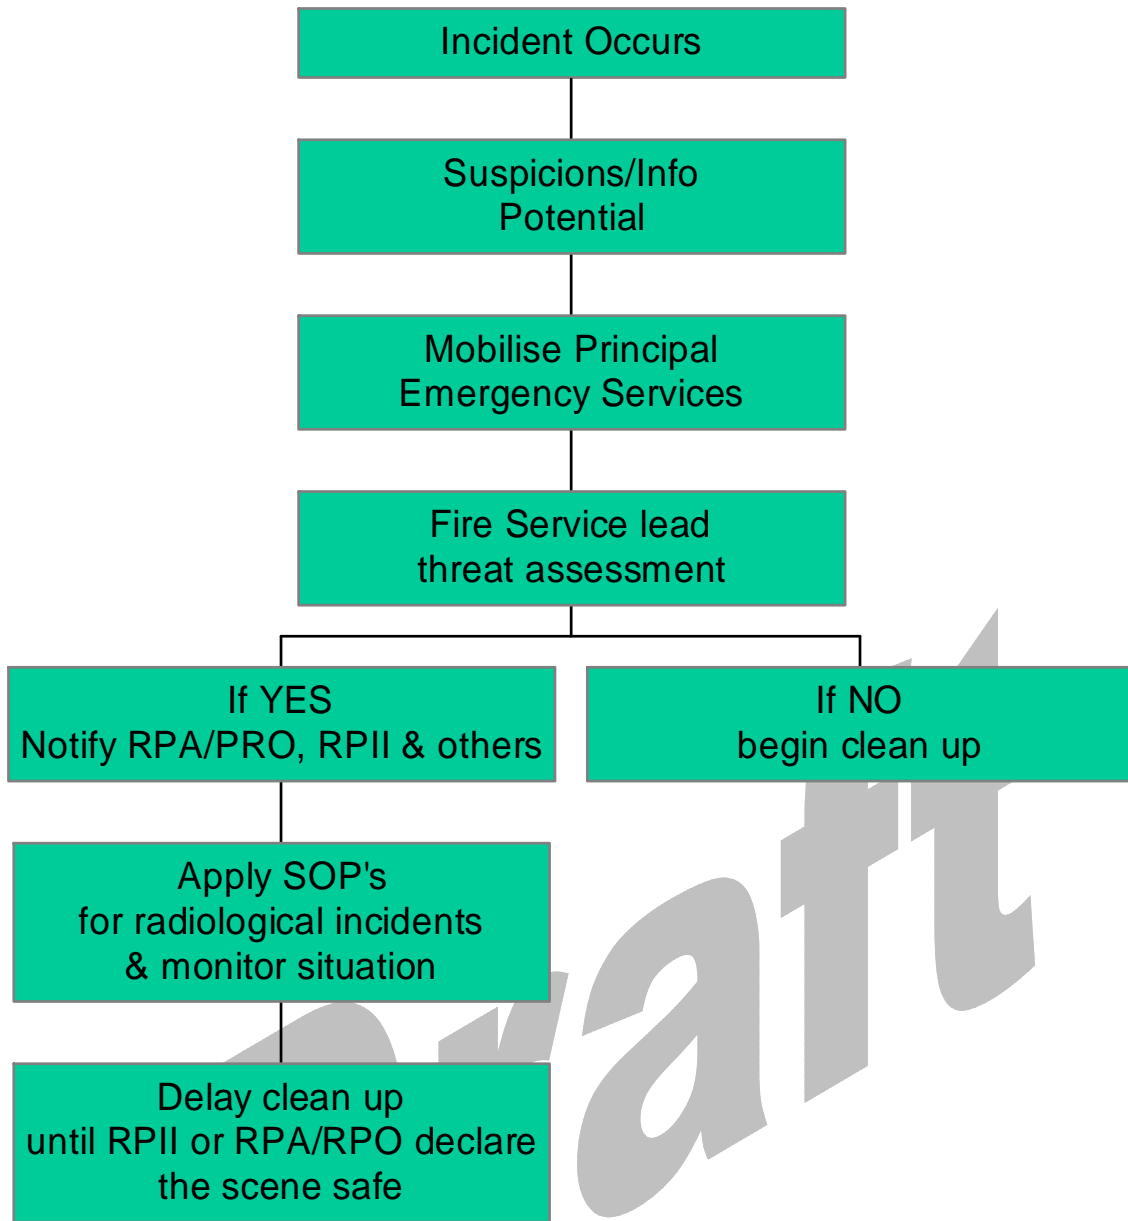 Incident Occurs
Suspicions/Info
Potential
Mobilise Principal
Emergency Services
Fire Service lead
threat assessment
If YES
Notify RPA/PRO, RPII & others
If NO
begin clean up
Apply SOP's
for radiological incidents
& monitor situation
Delay clean up
until RPII or RPA/RPO declare
the scene safe
Draft